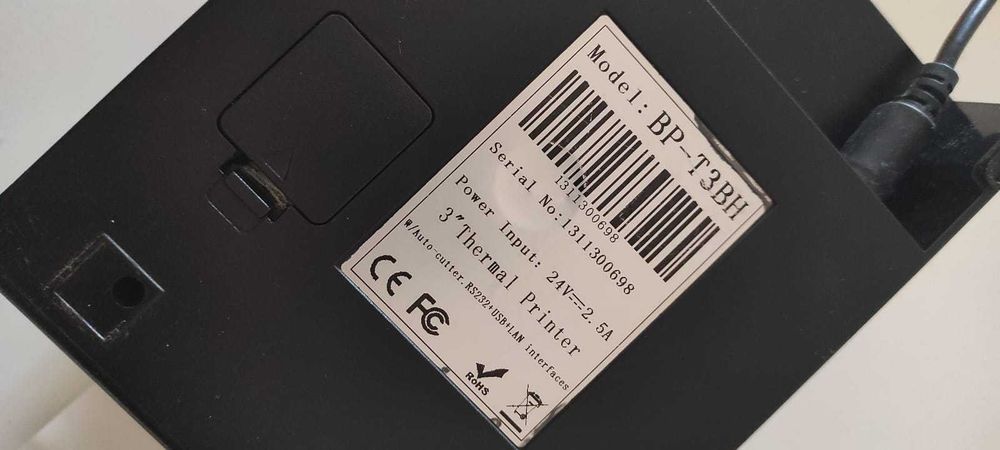 Model: BP-T3BH
1311300698
Serial No:1311300698
Power Input: 24V⎓2.5A
3"Thermal Printer
W/Auto-cutter.RS232+USB+LAN interfaces
CE FC
RoHS